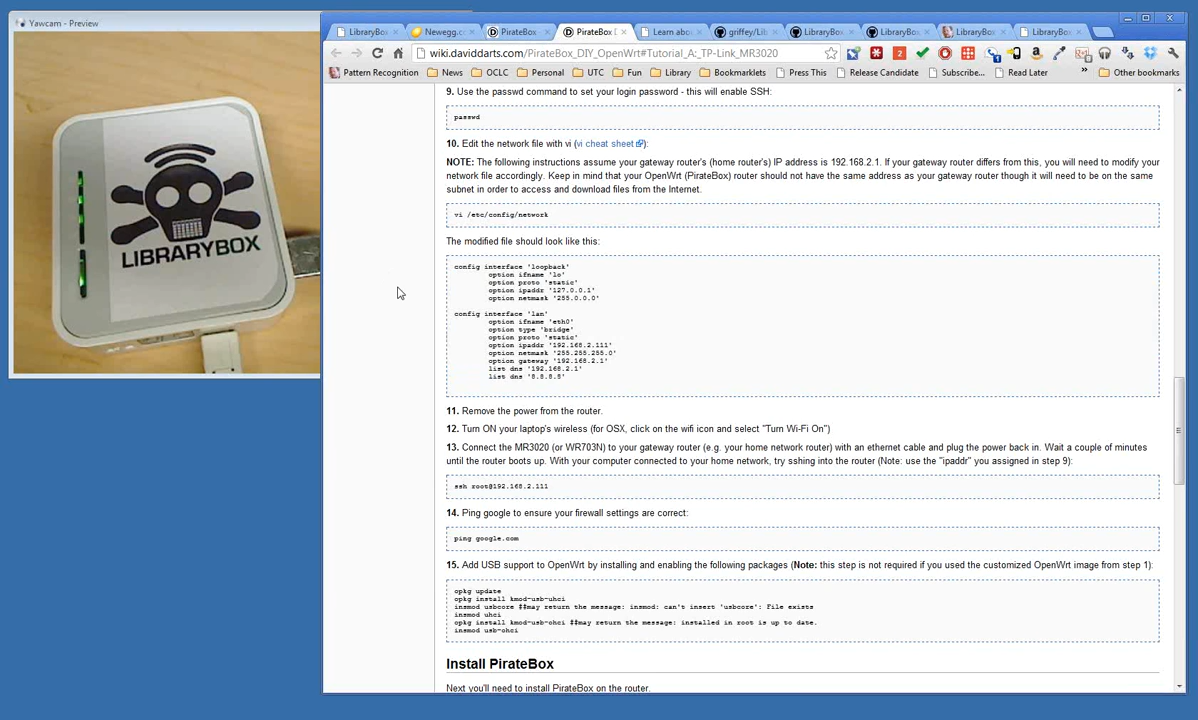 Yawcam - Preview
LibraryBo
Newegg.c
PirateBox
PirateBox D
Learn abo
griffey/Lib
LibraryBo
LibraryBo
LibraryBo
LibraryBo
wiki.daviddarts.com/PirateBox_DIY_OpenWrt#Tutorial_A:_TP-Link_MR3020
Pattern Recognition
News
OCLC
Personal
UTC
Fun
Library
Bookmarklets
Press This
Release Candidate
Subscribe...
Read Later
»
Other bookmarks
LIBRARYBOX
9. Use the passwd command to set your login password - this will enable SSH:
passwd
10. Edit the network file with vi (vi cheat sheet):
NOTE: The following instructions assume your gateway router's (home router's) IP address is 192.168.2.1. If your gateway router differs from this, you will need to modify your
network file accordingly. Keep in mind that your OpenWrt (PirateBox) router should not have the same address as your gateway router though it will need to be on the same
subnet in order to access and download files from the Internet.
vi /etc/config/network
The modified file should look like this:
config interface 'loopback'
option ifname 'lo'
option proto 'static'
option ipaddr '127.0.0.1'
option netmask '255.0.0.0'
config interface 'lan'
option ifname 'eth0'
option type 'bridge'
option proto 'static'
option ipaddr '192.168.2.111'
option netmask '255.255.255.0'
option gateway '192.168.2.1'
list dns '192.168.2.1'
list dns '8.8.8.8'
11. Remove the power from the router.
12. Turn ON your laptop's wireless (for OSX, click on the wifi icon and select "Turn Wi-Fi On")
13. Connect the MR3020 (or WR703N) to your gateway router (e.g. your home network router) with an ethernet cable and plug the power back in. Wait a couple of minutes
until the router boots up. With your computer connected to your home network, try sshing into the router (Note: use the "ipaddr" you assigned in step 9):
ssh root@192.168.2.111
14. Ping google to ensure your firewall settings are correct:
ping google.com
15. Add USB support to OpenWrt by installing and enabling the following packages (Note: this step is not required if you used the customized OpenWrt image from step 1):
opkg update
opkg install kmod-usb-uhci
insmod usbcore ##may return the message: insmod: can't insert 'usbcore': File exists
insmod uhci
opkg install kmod-usb-ohci ##may return the message: installed in root is up to date.
insmod usb-ohci
Install PirateBox
Next you'll need to install PirateBox on the router.